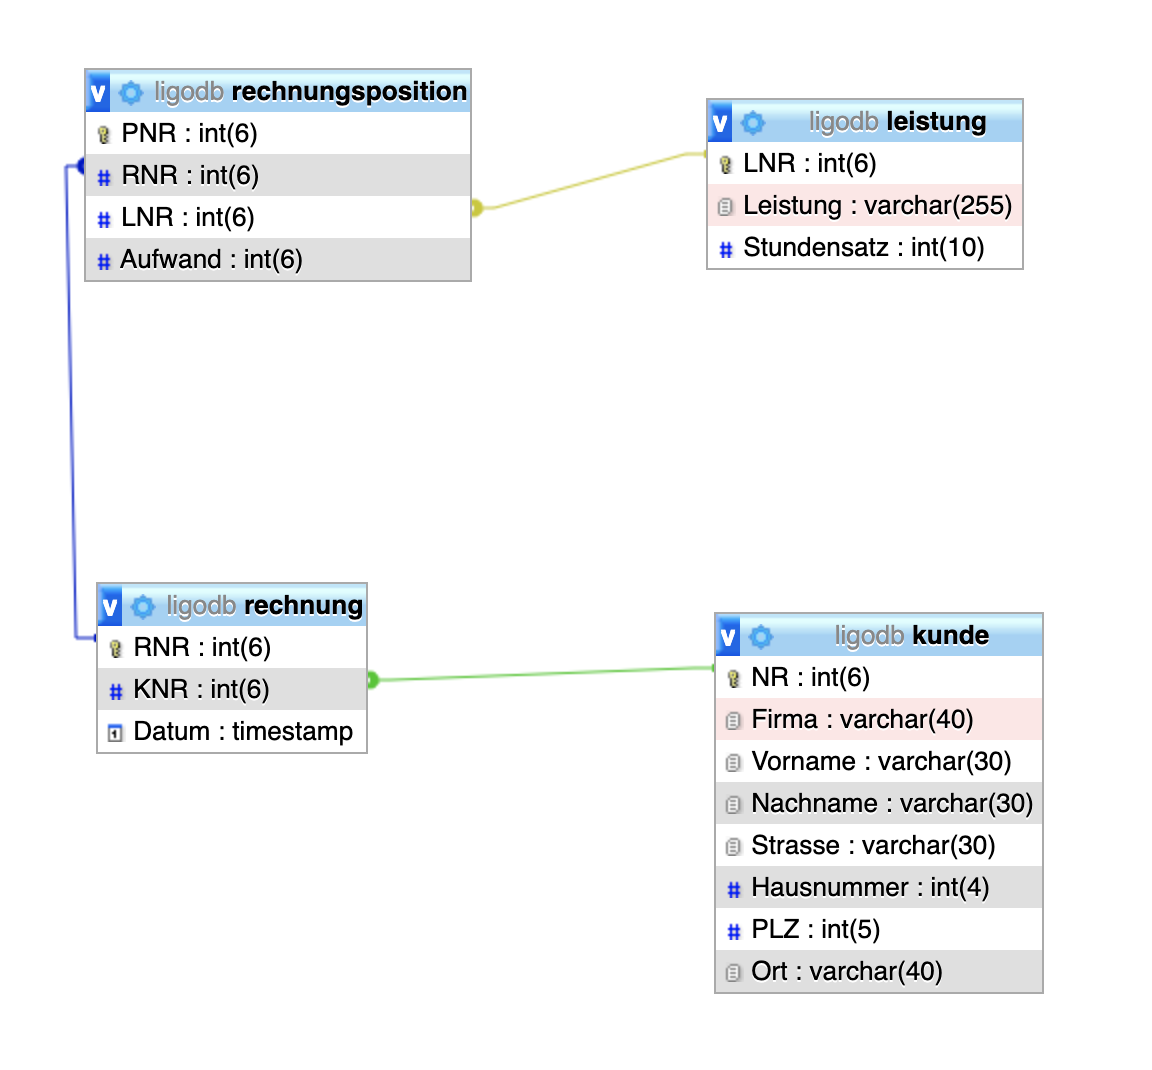 v ligodb rechnungsposition
PNR : int(6)
RNR : int(6)
LNR : int(6)
Aufwand : int(6)
v ligodb leistung
LNR : int(6)
Leistung : varchar(255)
Stundensatz : int(10)
v ligodb rechnung
RNR : int(6)
KNR : int(6)
Datum : timestamp
v ligodb kunde
NR : int(6)
Firma : varchar(40)
Vorname : varchar(30)
Nachname : varchar(30)
Strasse : varchar(30)
Hausnummer : int(4)
PLZ : int(5)
Ort : varchar(40)